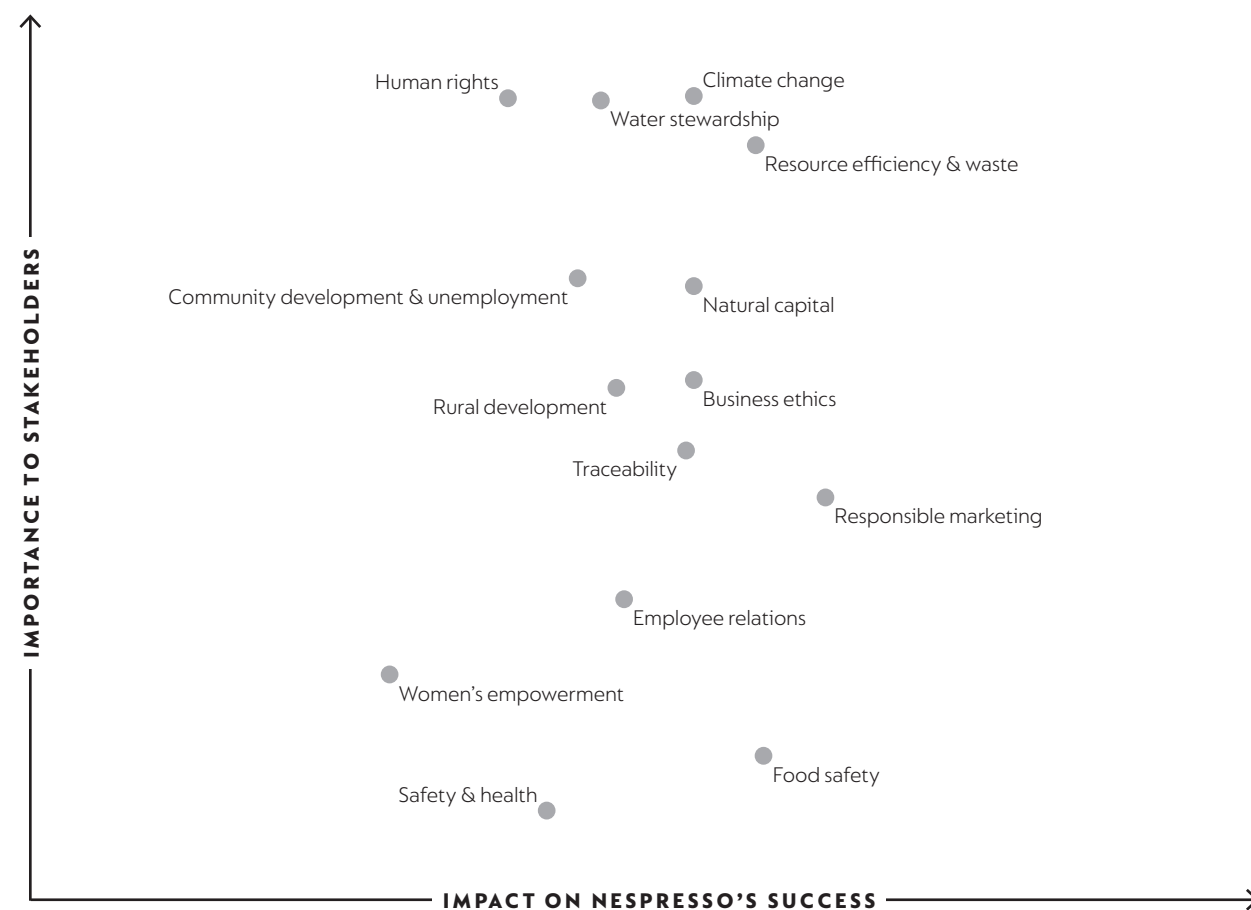 Human rights
Climate change
Water stewardship
Resource efficiency & waste
Community development & unemployment
Natural capital
Rural development
Business ethics
Traceability
Responsible marketing
Employee relations
Women’s empowerment
Food safety
Safety & health
IMPORTANCE TO STAKEHOLDERS
IMPACT ON NESPRESSO’S SUCCESS